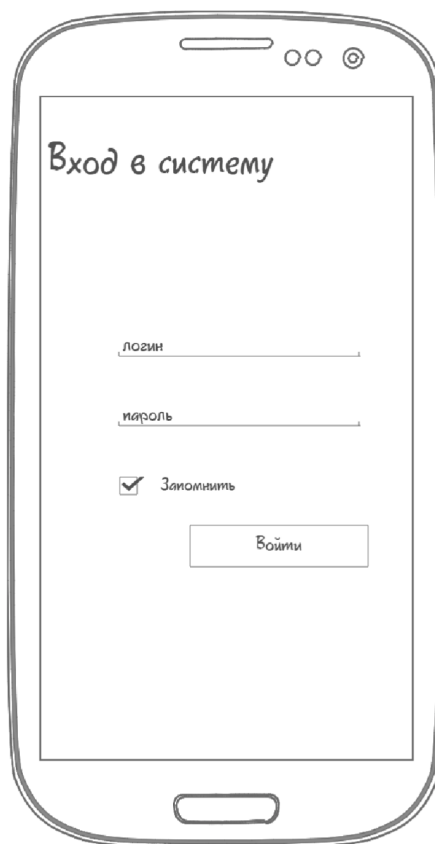 Вход в систему
логин
пароль
Запомнить
Войти